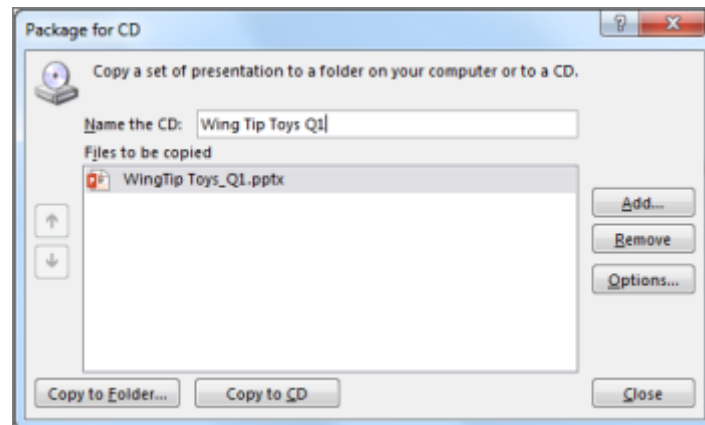 Package for CD
Copy a set of presentation to a folder on your computer or to a CD.
Name the CD: Wing Tip Toys Q1
Files to be copied
WingTip Toys_Q1.pptx
Add...
Remove
Options...
Copy to Folder... Copy to CD Close